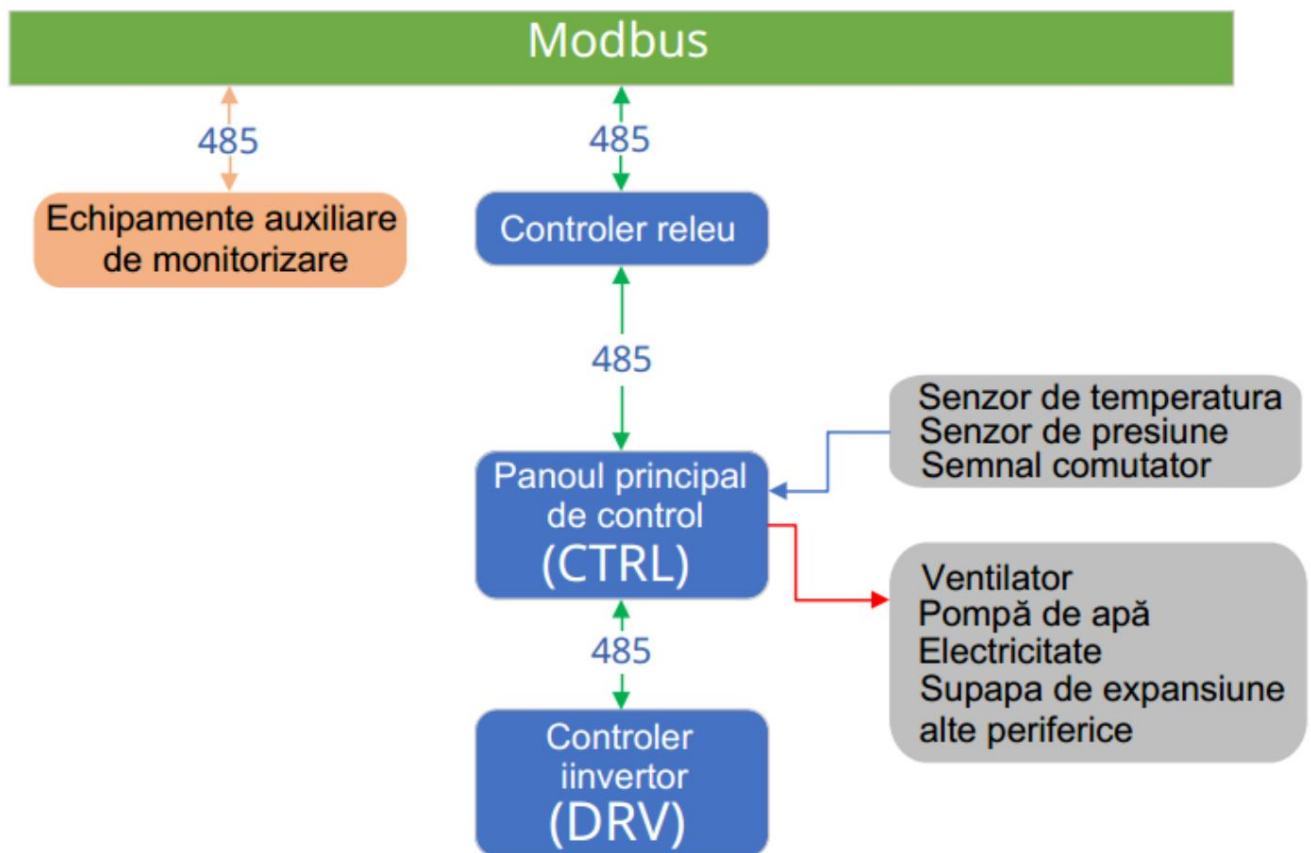 Modbus
485
485
Echipamente auxiliare
de monitorizare
Controler releu
485
Senzor de temperatura
Senzor de presiune
Semnal comutator
Panoul principal
de control
(CTRL)
Ventilator
Pompă de apă
Electricitate
Supapa de expansiune
alte periferice
485
Controler
iinvertor
(DRV)